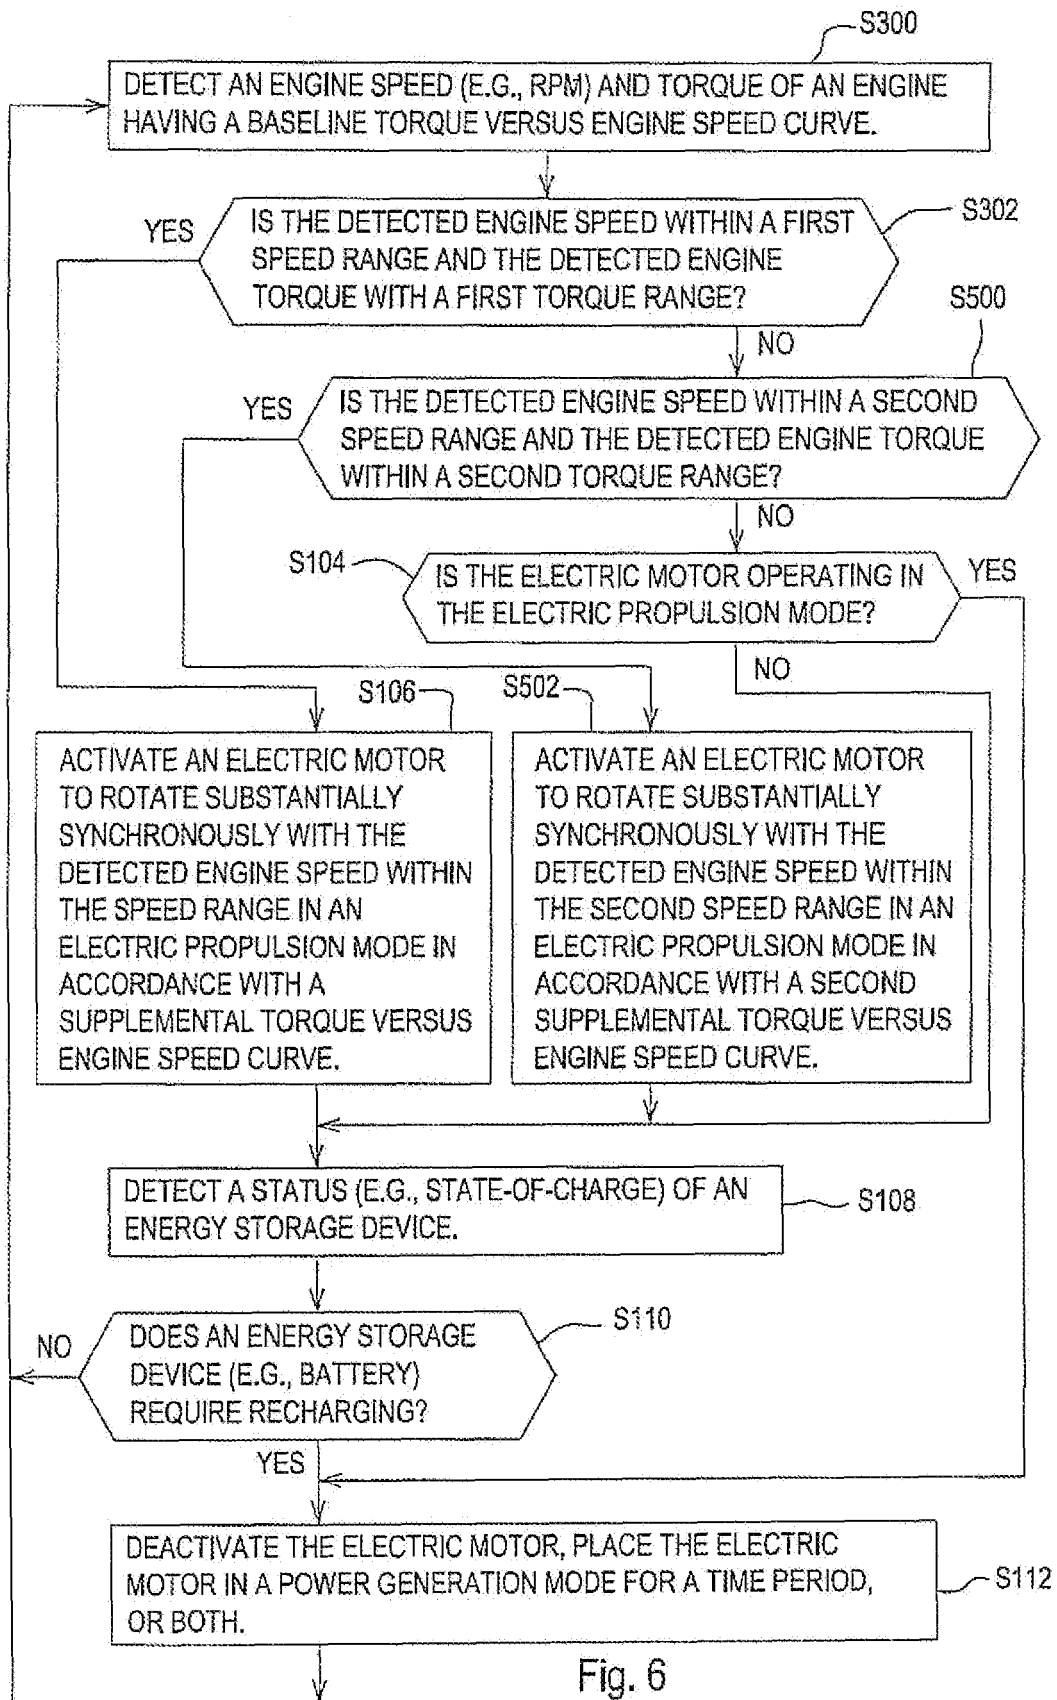 S300
DETECT AN ENGINE SPEED (E.G., RPM) AND TORQUE OF AN ENGINE
HAVING A BASELINE TORQUE VERSUS ENGINE SPEED CURVE.
S302
YES
IS THE DETECTED ENGINE SPEED WITHIN A FIRST
SPEED RANGE AND THE DETECTED ENGINE
TORQUE WITH A FIRST TORQUE RANGE?
NO
S500
YES
IS THE DETECTED ENGINE SPEED WITHIN A SECOND
SPEED RANGE AND THE DETECTED ENGINE TORQUE
WITHIN A SECOND TORQUE RANGE?
NO
S104
YES
IS THE ELECTRIC MOTOR OPERATING IN
THE ELECTRIC PROPULSION MODE?
NO
S106
ACTIVATE AN ELECTRIC MOTOR
TO ROTATE SUBSTANTIALLY
SYNCHRONOUSLY WITH THE
DETECTED ENGINE SPEED WITHIN
THE SPEED RANGE IN AN
ELECTRIC PROPULSION MODE IN
ACCORDANCE WITH A
SUPPLEMENTAL TORQUE VERSUS
ENGINE SPEED CURVE.
S502
ACTIVATE AN ELECTRIC MOTOR
TO ROTATE SUBSTANTIALLY
SYNCHRONOUSLY WITH THE
DETECTED ENGINE SPEED WITHIN
THE SECOND SPEED RANGE IN AN
ELECTRIC PROPULSION MODE IN
ACCORDANCE WITH A SECOND
SUPPLEMENTAL TORQUE VERSUS
ENGINE SPEED CURVE.
DETECT A STATUS (E.G., STATE-OF-CHARGE) OF AN
ENERGY STORAGE DEVICE.
S108
NO
DOES AN ENERGY STORAGE
DEVICE (E.G., BATTERY)
REQUIRE RECHARGING?
S110
YES
DEACTIVATE THE ELECTRIC MOTOR, PLACE THE ELECTRIC
MOTOR IN A POWER GENERATION MODE FOR A TIME PERIOD,
OR BOTH.
S112
Fig. 6